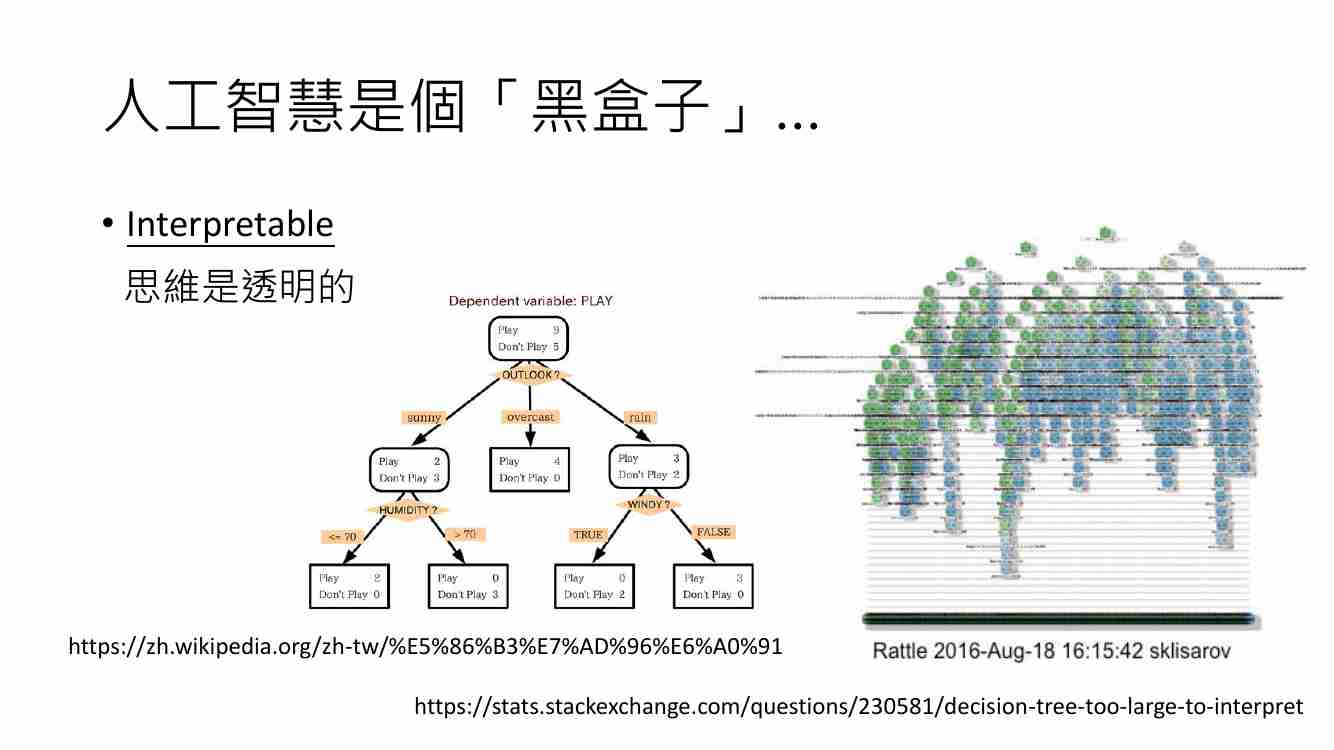 人工智慧是個「黑盒子」...
• Interpretable
思維是透明的
Dependent variable: PLAY
Play 9
Don't Play 5
OUTLOOK ?
sunny
overcast
rain
Play 2
Don't Play 3
Play 4
Don't Play 0
Play 3
Don't Play 2
HUMIDITY ?
WINDY ?
<= 70
> 70
TRUE
FALSE
Play 2
Don't Play 0
Play 0
Don't Play 3
Play 0
Don't Play 2
Play 3
Don't Play 0
https://zh.wikipedia.org/zh-tw/%E5%86%B3%E7%AD%96%E6%A0%91
Rattle 2016-Aug-18 16:15:42 sklisarov
https://stats.stackexchange.com/questions/230581/decision-tree-too-large-to-interpret